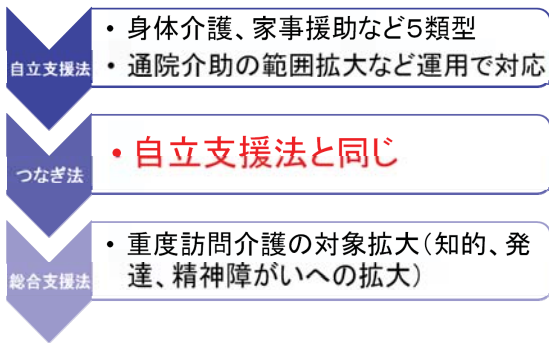 自立支援法
・身体介護、家事援助など５類型
・通院介助の範囲拡大など運用で対応
つなぎ法
・自立支援法と同じ
総合支援法
・重度訪問介護の対象拡大（知的、発
達、精神障がいへの拡大）